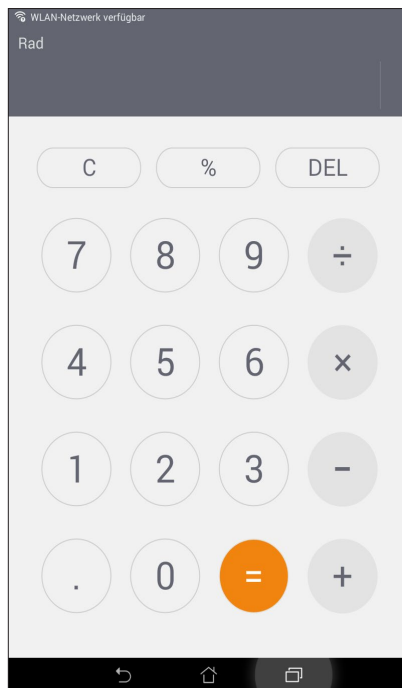 WLAN-Netzwerk verfügbar
Rad
C % DEL
7 8 9 ÷
4 5 6 ×
1 2 3 −
. 0 = +